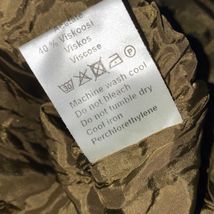 40 % Viskoosi
Viskos
Viscose
Machine wash cool
Do not bleach
Do not tumble dry
Cool iron
Perchlorethylene